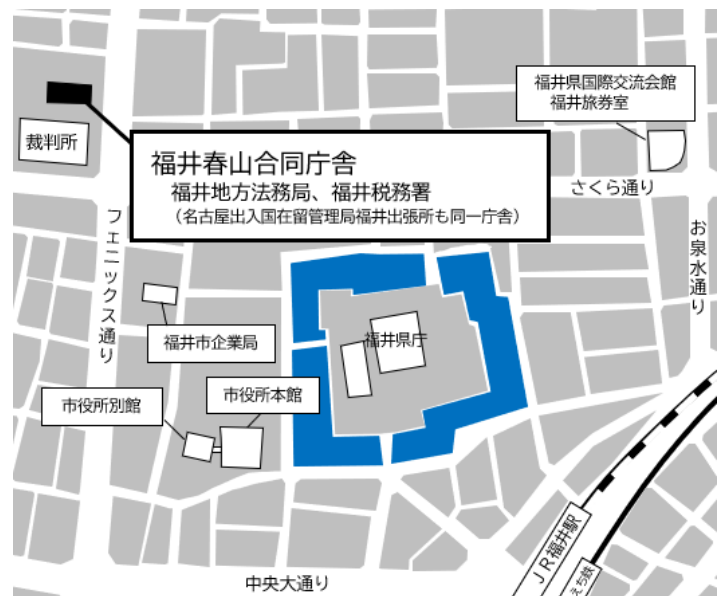 福井県国際交流会館
福井旅券室
裁判所
福井春山合同庁舎
福井地方法務局、福井税務署
（名古屋出入国在留管理局福井出張所も同一庁舎）
さくら通り
フェニックス通り
お泉水通り
福井市企業局
福井県庁
市役所別館
市役所本館
JR福井駅
えち鉄
中央大通り